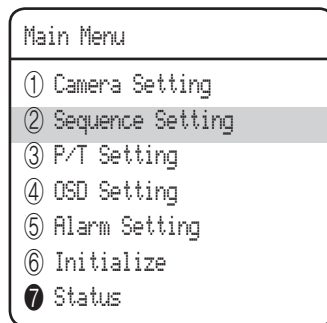 Main Menu
① Camera Setting
② Sequence Setting
③ P/T Setting
④ OSD Setting
⑤ Alarm Setting
⑥ Initialize
❼ Status